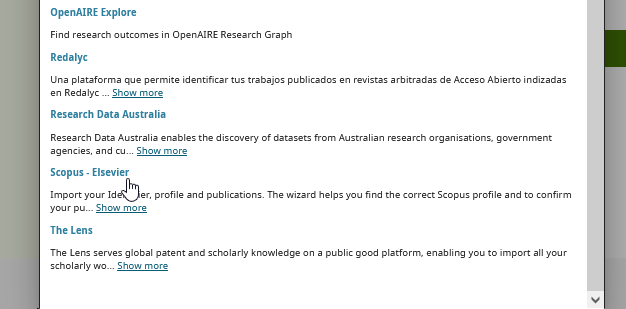 OpenAIRE Explore
Find research outcomes in OpenAIRE Research Graph
Redalyc
Una plataforma que permite identificar tus trabajos publicados en revistas arbitradas de Acceso Abierto indizadas
en Redalyc ... Show more
Research Data Australia
Research Data Australia enables the discovery of datasets from Australian research organisations, government
agencies, and cu... Show more
Scopus - Elsevier
Import your profile and publications. The wizard helps you find the correct Scopus profile and to confirm
your pu... Show more
The Lens
The Lens serves global patent and scholarly knowledge on a public good platform, enabling you to import all your
scholarly wo... Show more